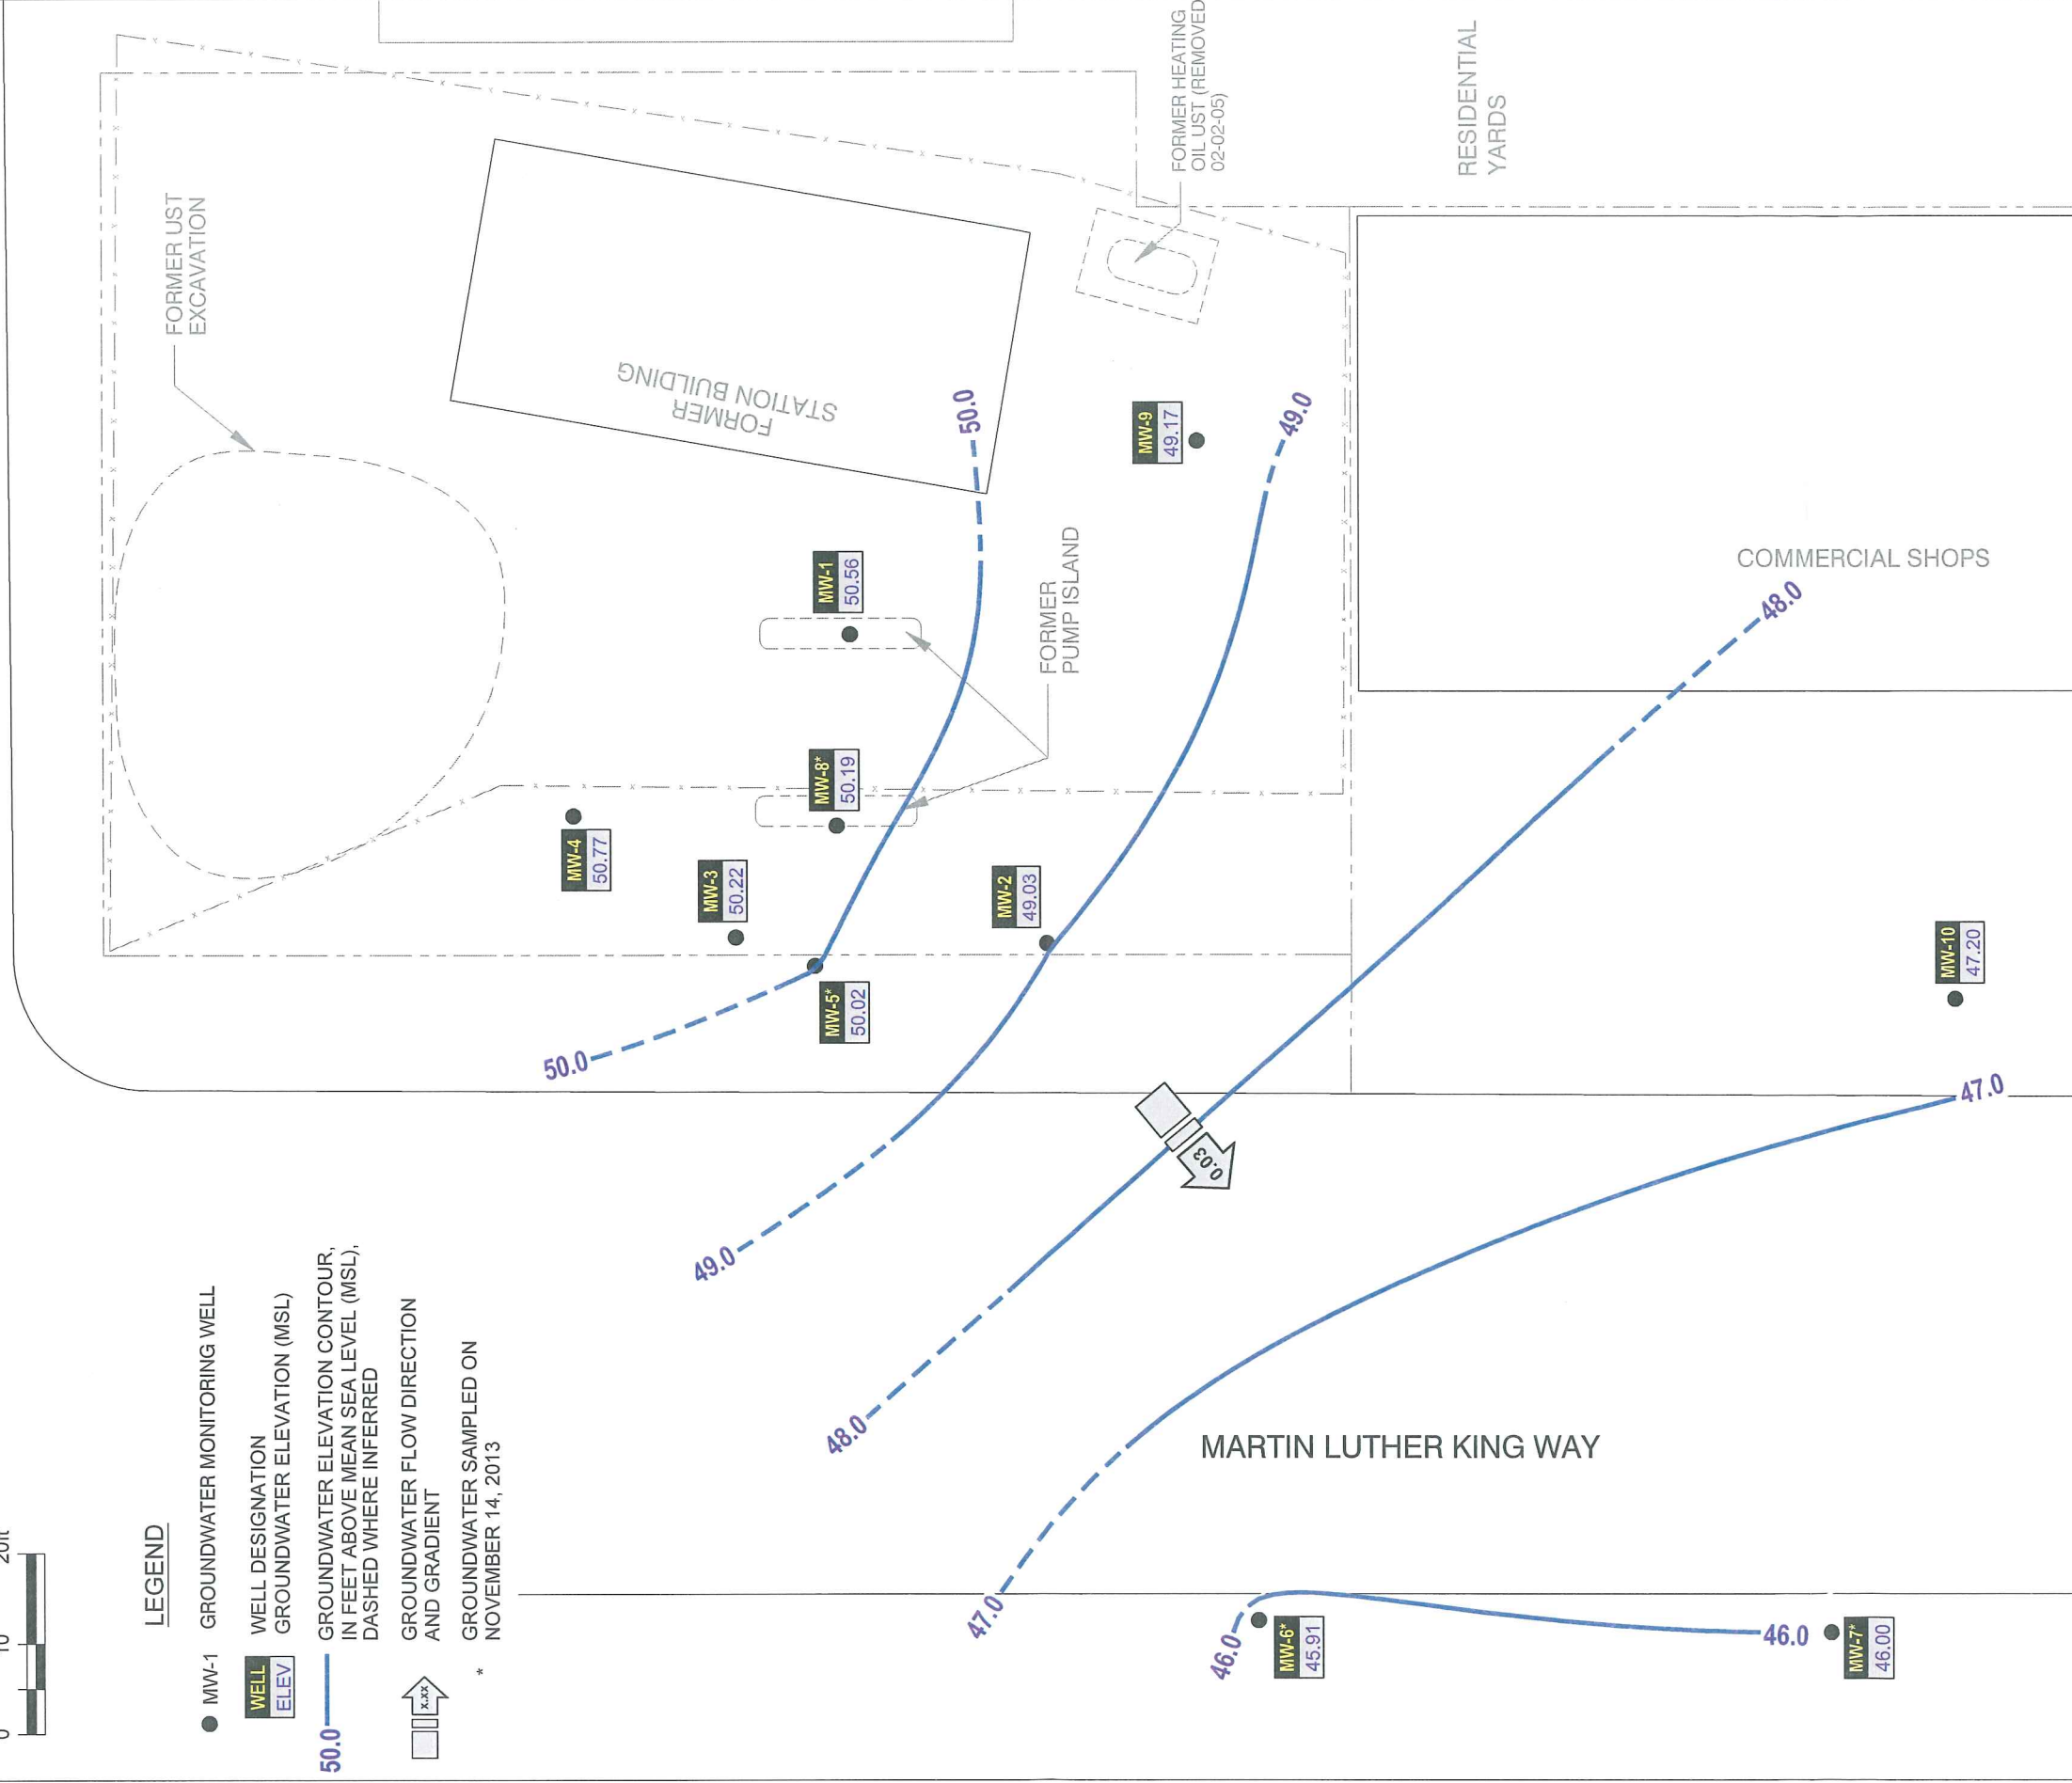 FORMER UST
EXCAVATION
FORMER HEATING
OIL UST (REMOVED
02-02-05)
RESIDENTIAL
YARDS
FORMER
STATION BUILDING
50.0
MW-9
49.17
49.0
MW-1
50.56
FORMER
PUMP ISLAND
COMMERCIAL SHOPS
48.0
MW-8*
50.19
MW-4
50.77
MW-3
50.22
MW-2
49.03
MW-5*
50.02
50.0
MW-10
47.20
47.0
0.03
49.0
48.0
MARTIN LUTHER KING WAY
47.0
46.0
MW-6*
45.91
46.0
MW-7*
46.00
0 10 20ft
LEGEND
MW-1 GROUNDWATER MONITORING WELL
WELL
ELEV
WELL DESIGNATION
GROUNDWATER ELEVATION (MSL)
50.0
GROUNDWATER ELEVATION CONTOUR,
IN FEET ABOVE MEAN SEA LEVEL (MSL),
DASHED WHERE INFERRED
x.xx
GROUNDWATER FLOW DIRECTION
AND GRADIENT
* GROUNDWATER SAMPLED ON
NOVEMBER 14, 2013